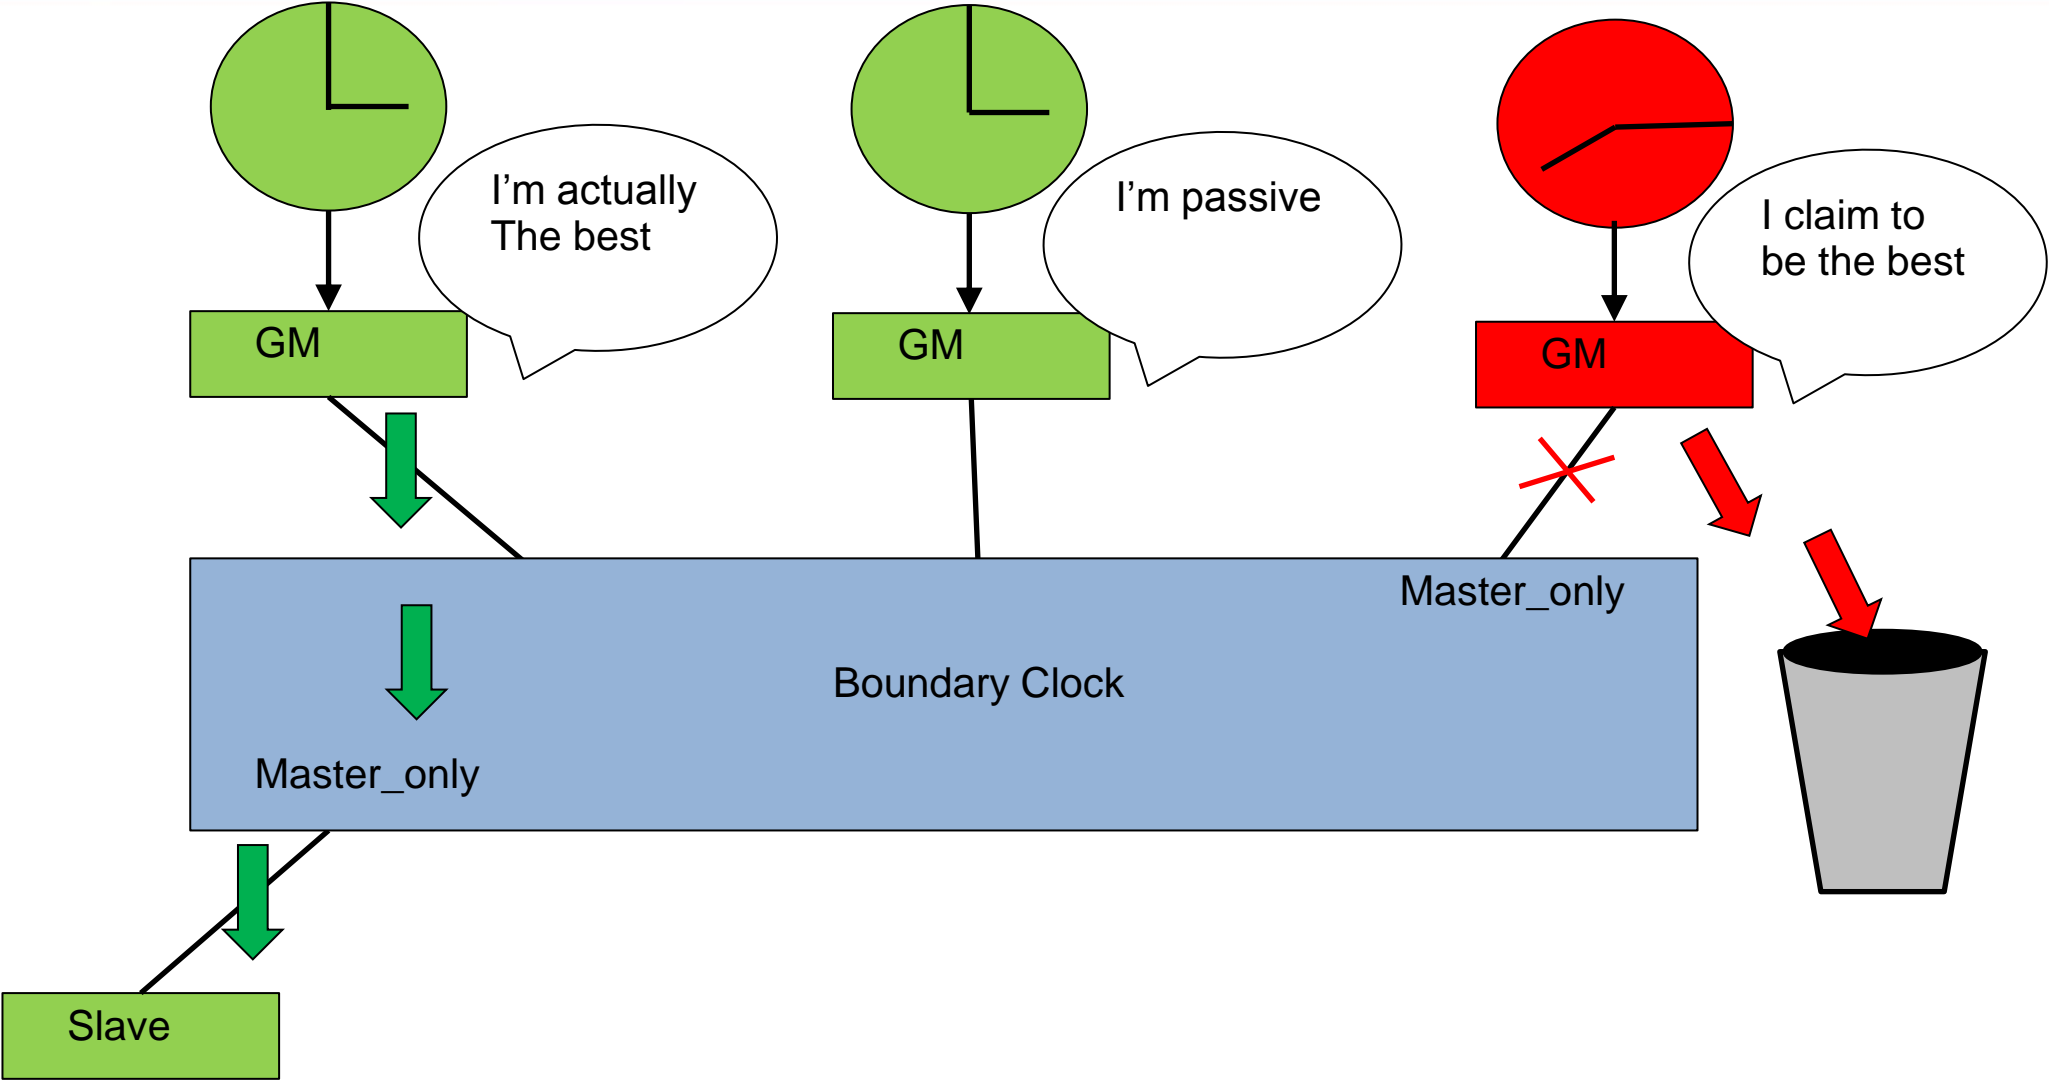 I’m actually
The best
I’m passive
I claim to
be the best
GM
GM
GM
Master_only
Boundary Clock
Master_only
Slave